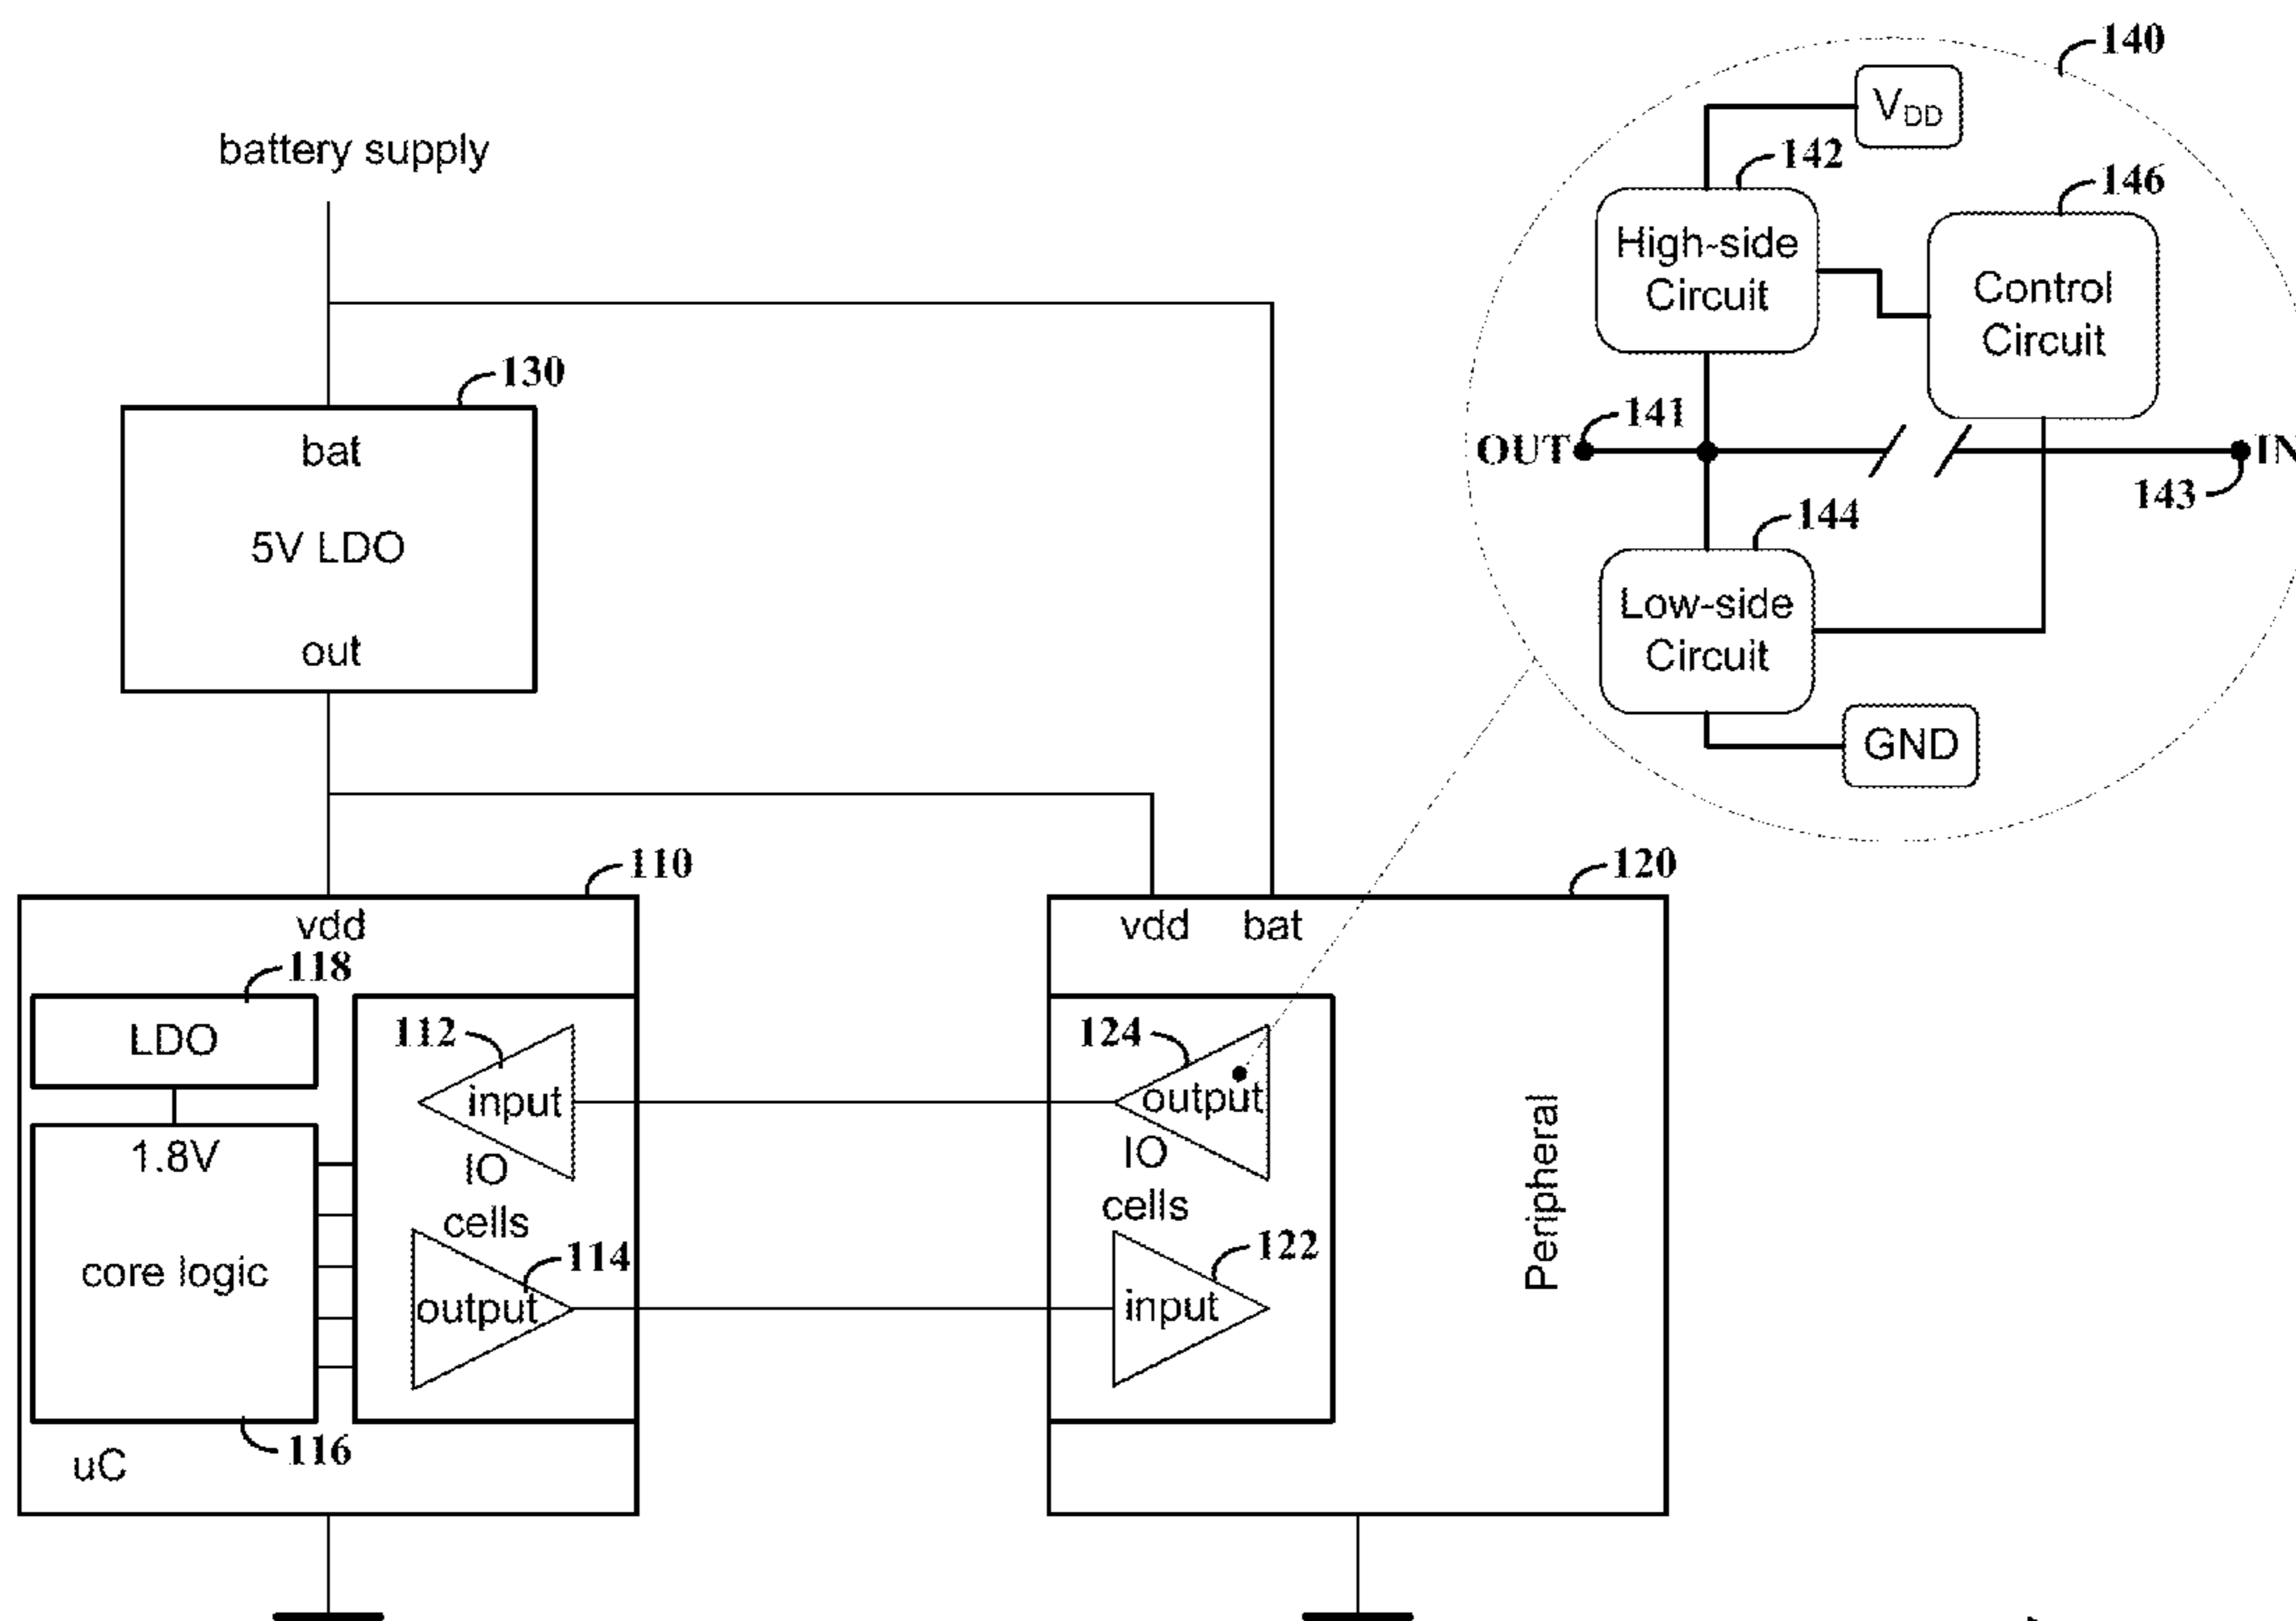 140
V_DD
battery supply
142
146
High-side
Circuit
Control
Circuit
130
141
bat
OUT
IN
143
144
5V LDO
Low-side
Circuit
out
GND
110
120
vdd
vdd bat
118
LDO
112
124
input
output
IO
cells
IO
cells
1.8V
core logic
114
122
output
input
Peripheral
116
uC